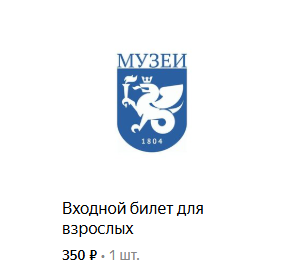 МУЗЕИ
1804
Входной билет для
взрослых
350 ₽ • 1 шт.